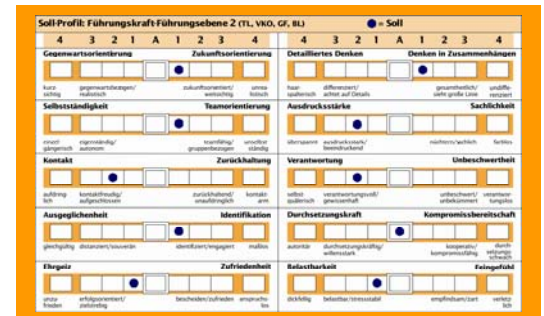 Soll-Profil: Führungskraft-Führungsebene 2 (TL, VKO, GF, BL) = Soll
4 3 2 1 A 1 2 3 4
4 3 2 1 A 1 2 3 4
Gegenwartsorientierung Zukunftsorientierung
kurz- gegenwartsbezogen/ zukunftsorientiert/ unrea-
sichtig realistisch weitsichtig listisch
Detailliertes Denken Denken in Zusammenhängen
haar- differenziert/ gesamtheitlich/ undiffe-
spalterisch achtet auf Details sieht große Linie renziert
Selbstständigkeit Teamorientierung
einzel- eigenständig/ teamfähig/ unselbst-
gängerisch autonom gruppenbezogen ständig
Ausdrucksstärke Sachlichkeit
überspannt ausdrucksstark/ nüchtern/sachlich farblos
beeindruckend
Kontakt Zurückhaltung
aufdring- kontaktfreudig/ zurückhaltend/ kontakt-
lich aufgeschlossen unaufdringlich arm
Verantwortung Unbeschwertheit
selbst- verantwortungsvoll/ unbeschwert/ verantwor-
quälerisch gewissenhaft unbekümmert tungslos
Ausgeglichenheit Identifikation
gleichgültig distanziert/souverän identifiziert/engagiert maßlos
Durchsetzungskraft Kompromissbereitschaft
autoritär durchsetzungskräftig/ kooperativ/ durch-
willensstark kompromissfähig setzungs-
schwach
Ehrgeiz Zufriedenheit
unzu- erfolgsorientiert/ bescheiden/zufrieden anspruchs-
frieden zielstrebig los
Belastbarkeit Feingefühl
dickfellig belastbar/stressstabil empfindsam/zart verletz-
lich